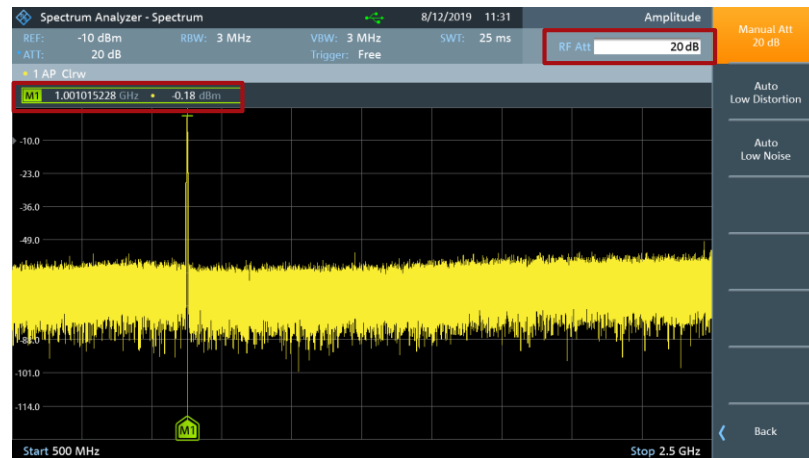 Spectrum Analyzer - Spectrum 8/12/2019 11:31 Amplitude
REF: -10 dBm RBW: 3 MHz VBW: 3 MHz SWT: 25 ms
ATT: 20 dB Trigger: Free
RF Att 20 dB
1 AP Clrw
M1 1.001015228 GHz • -0.18 dBm
Manual Att
20 dB
Auto
Low Distortion
Auto
Low Noise
-10.0
-23.0
-36.0
-49.0
-101.0
-114.0
M1
Start 500 MHz Stop 2.5 GHz
Back